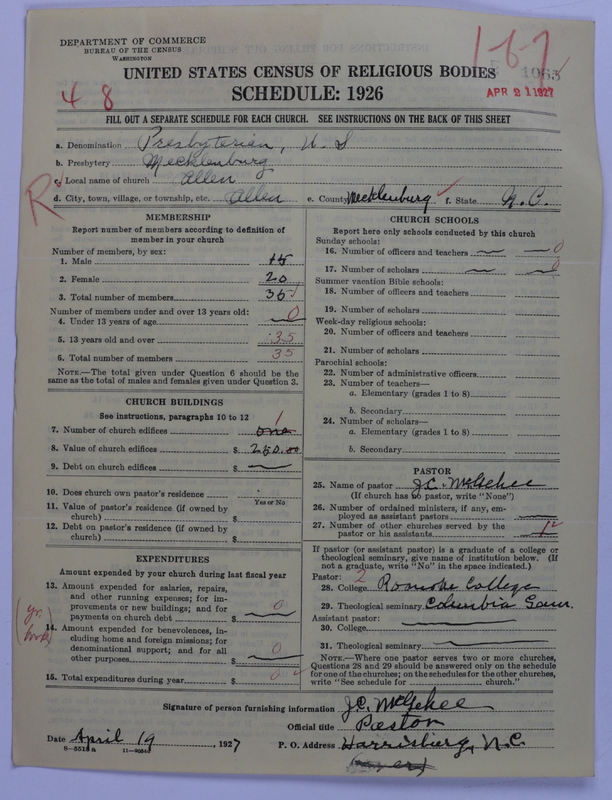 DEPARTMENT OF COMMERCE
BUREAU OF THE CENSUS
WASHINGTON
1-6-7
1063
APR 21 1927
UNITED STATES CENSUS OF RELIGIOUS BODIES
48
SCHEDULE: 1926
FILL OUT A SEPARATE SCHEDULE FOR EACH CHURCH. SEE INSTRUCTIONS ON THE BACK OF THIS SHEET
a. Denomination Presbyterian, U.S
b. Presbytery Mecklenburg
c. Local name of church Allen
R
d. City, town, village, or township, etc. Allen e. County Mecklenburg f. State N.C.
MEMBERSHIP
Report number of members according to definition of
member in your church
Number of members, by sex:
1. Male 15
2. Female 20
3. Total number of members 35
Number of members under and over 13 years old:
4. Under 13 years of age 0
5. 13 years old and over 35
6. Total number of members 35
NOTE.—The total given under Question 6 should be
same as the total of males and females given under Question 3.
CHURCH BUILDINGS
See instructions, paragraphs 10 to 12
7. Number of church edifices one 1
8. Value of church edifices $ 250.00
9. Debt on church edifices $
10. Does church own pastor's residence
Yes or No
11. Value of pastor's residence (if owned by
church) $
12. Debt on pastor's residence (if owned by
church) $
EXPENDITURES
Amount expended by your church during last fiscal year
13. Amount expended for salaries, repairs,
and other running expenses; for im-
provements or new buildings; and for
payments on church debt $ 0
14. Amount expended for benevolences, in-
cluding home and foreign missions; for
denominational support; and for all
other purposes $ 0
15. Total expenditures during year $ 0
CHURCH SCHOOLS
Report here only schools conducted by this church
Sunday schools:
16. Number of officers and teachers 0
17. Number of scholars 0
Summer vacation Bible schools:
18. Number of officers and teachers
19. Number of scholars
Week-day religious schools:
20. Number of officers and teachers
21. Number of scholars
Parochial schools:
22. Number of administrative officers
23. Number of teachers—
a. Elementary (grades 1 to 8)
b. Secondary
24. Number of scholars—
a. Elementary (grades 1 to 8)
b. Secondary
PASTOR
25. Name of pastor J.C. McGehee
(If church has no pastor, write "None")
26. Number of ordained ministers, if any, em-
ployed as assistant pastors
27. Number of other churches served by the
pastor or his assistants
If pastor (or assistant pastor) is a graduate of a college or
theological seminary, give name of institution below. (If
not a graduate, write "No" in the space indicated.)
Pastor: 2
28. College Roanoke College
29. Theological seminary Columbia Sem.
Assistant pastor:
30. College
31. Theological seminary
NOTE.—Where one pastor serves two or more churches,
Questions 28 and 29 should be answered only on the schedule
for one of the churches; on the schedules for the other churches,
write "See schedule for church."
Signature of person furnishing information J.C. McGehee
Official title Pastor
Date April 19, 1927 P. O. Address Harrisburg, N.C.